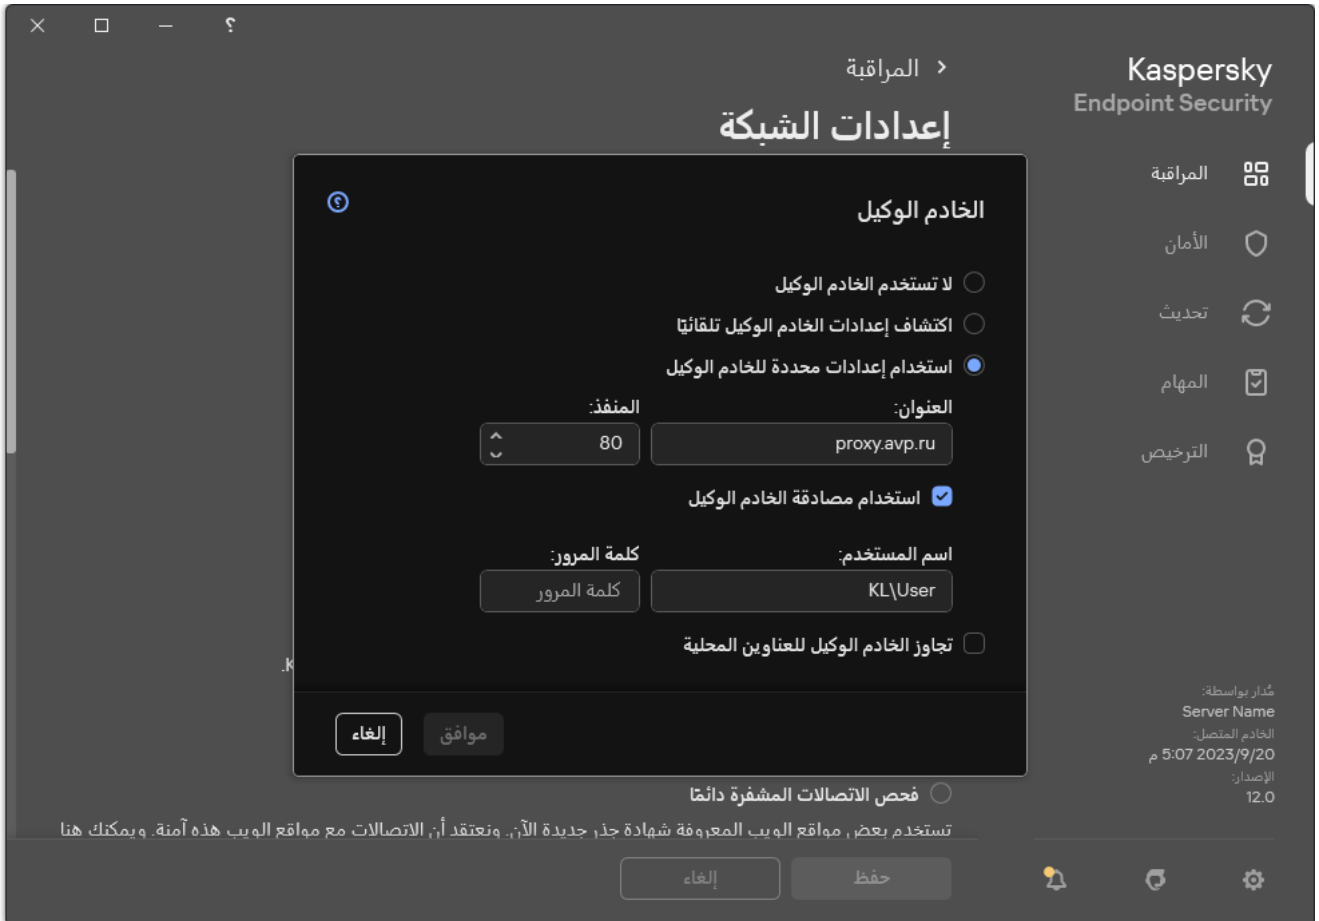 ؟
المراقبة
إعدادات الشبكة
Kaspersky
Endpoint Security
المراقبة
الأمان
تحديث
المهام
الترخيص
مُدار بواسطة:
Server Name
الخادم المتصل:
2023/9/20 5:07 م
الإصدار:
12.0
الخادم الوكيل
؟
لا تستخدم الخادم الوكيل
اكتشاف إعدادات الخادم الوكيل تلقائيًا
استخدام إعدادات محددة للخادم الوكيل
العنوان: المنفذ:
proxy.avp.ru 80
استخدام مصادقة الخادم الوكيل
اسم المستخدم: كلمة المرور:
KL\User كلمة المرور
تجاوز الخادم الوكيل للعناوين المحلية
موافق إلغاء
فحص الاتصالات المشفرة دائمًا
تستخدم بعض مواقع الويب المعروفة شهادة جذر جديدة الآن. ونعتقد أن الاتصالات مع مواقع الويب هذه آمنة. ويمكنك هنا
حفظ إلغاء